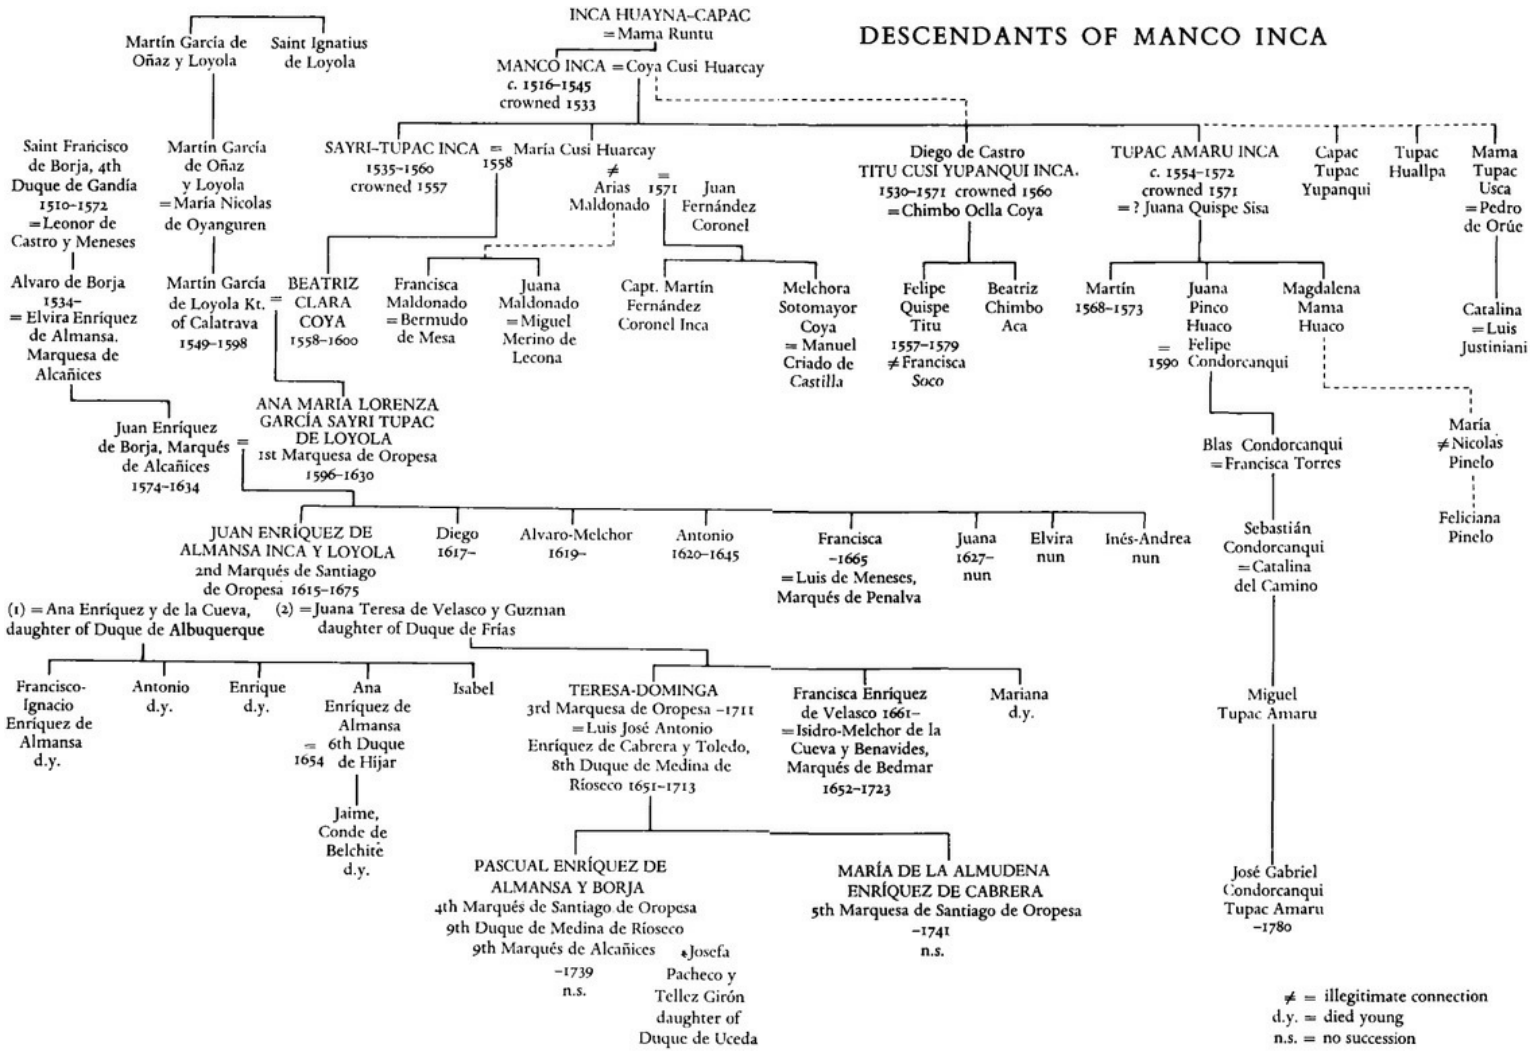 DESCENDANTS OF MANCO INCA
INCA HUAYNA-CAPAC
= Mama Runtu
MANCO INCA = Coya Cusi Huarcay
c. 1516-1545
crowned 1533
Martín García de
Oñaz y Loyola
Saint Ignatius
de Loyola
Saint Francisco
de Borja, 4th
Duque de Gandía
1510-1572
=Leonor de
Castro y Meneses
Martín García
de Oñaz
y Loyola
=María Nicolas
de Oyanguren
SAYRI-TUPAC INCA
1535-1560
crowned 1557
=
1558
María Cusi Huarcay
≠
Arias
Maldonado
=
1571
Juan
Fernández
Coronel
Diego de Castro
TITU CUSI YUPANQUI INCA.
1530-1571 crowned 1560
=Chimbo Oclla Coya
TUPAC AMARU INCA
c. 1554-1572
crowned 1571
=? Juana Quispe Sisa
Capac
Tupac
Yupanqui
Tupac
Huallpa
Mama
Tupac
Usca
=Pedro
de Orúe
Alvaro de Borja
1534-
= Elvira Enríquez
de Almansa.
Marquesa de
Alcañices
Martín García
de Loyola Kt.
of Calatrava
1549-1598
=
BEATRIZ
CLARA
COYA
1558-1600
Francisca
Maldonado
=Bermudo
de Mesa
Juana
Maldonado
=Miguel
Merino de
Lecona
Capt. Martín
Fernández
Coronel Inca
Melchora
Sotomayor
Coya
=Manuel
Criado de
Castilla
Felipe
Quispe
Titu
1557-1579
≠Francisca
Soco
Beatriz
Chimbo
Aca
Martín
1568-1573
Juana
Pinco
Huaco
= Felipe
1590 Condorcanqui
Magdalena
Mama
Huaco
Catalina
=Luis
Justiniani
Juan Enríquez
de Borja, Marqués
de Alcañices
1574-1634
=
ANA MARIA LORENZA
GARCÍA SAYRI TUPAC
DE LOYOLA
1st Marquesa de Oropesa
1596-1630
Blas Condorcanqui
=Francisca Torres
María
≠Nicolás
Pinelo
Feliciana
Pinelo
JUAN ENRÍQUEZ DE
ALMANSA INCA Y LOYOLA
2nd Marqués de Santiago
de Oropesa 1615-1675
Diego
1617-
Alvaro-Melchor
1619-
Antonio
1620-1645
Francisca
-1665
=Luis de Meneses,
Marqués de Penalva
Juana
1627-
nun
Elvira
nun
Inés-Andrea
nun
Sebastián
Condorcanqui
=Catalina
del Camino
(1) =Ana Enríquez y de la Cueva,
daughter of Duque de Albuquerque
(2) =Juana Teresa de Velasco y Guzman
daughter of Duque de Frías
Francisco-
Ignacio
Enríquez de
Almansa
d.y.
Antonio
d.y.
Enrique
d.y.
Ana
Enríquez de
Almansa
= 6th Duque
1654 de Híjar
Isabel
TERESA-DOMINGA
3rd Marquesa de Oropesa -1711
=Luis José Antonio
Enríquez de Cabrera y Toledo,
8th Duque de Medina de
Ríoseco 1651-1713
Francisca Enríquez
de Velasco 1661-
=Isidro-Melchor de la
Cueva y Benavides,
Marqués de Bedmar
1652-1723
Mariana
d.y.
Miguel
Tupac Amaru
Jaime,
Conde de
Belchite
d.y.
PASCUAL ENRÍQUEZ DE
ALMANSA Y BORJA
4th Marqués de Santiago de Oropesa
9th Duque de Medina de Ríoseco
9th Marqués de Alcañices
-1739
n.s.
Josefa
Pacheco y
Tellez Girón
daughter of
Duque de Uceda
MARÍA DE LA ALMUDENA
ENRÍQUEZ DE CABRERA
5th Marquesa de Santiago de Oropesa
-1741
n.s.
José Gabriel
Condorcanqui
Tupac Amaru
-1780
≠ = illegitimate connection
d.y. = died young
n.s. = no succession